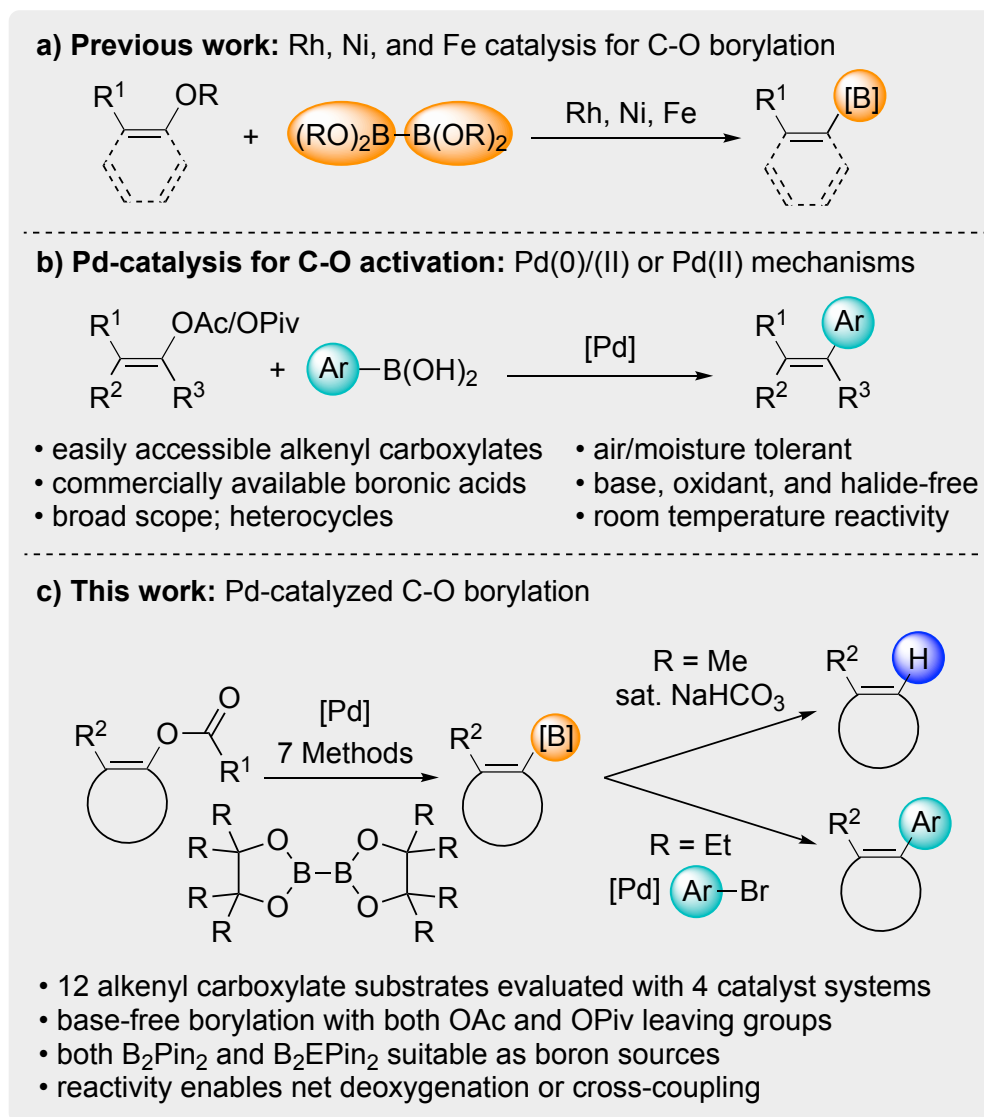 a) Previous work: Rh, Ni, and Fe catalysis for C-O borylation
R¹ OR
+ (RO)₂B B(OR)₂
Rh, Ni, Fe
R¹ [B]
b) Pd-catalysis for C-O activation: Pd(0)/(II) or Pd(II) mechanisms
R¹ OAc/OPiv
R² R³
+ Ar B(OH)₂
[Pd]
R¹ Ar
R² R³
• easily accessible alkenyl carboxylates
• commercially available boronic acids
• broad scope; heterocycles
• air/moisture tolerant
• base, oxidant, and halide-free
• room temperature reactivity
c) This work: Pd-catalyzed C-O borylation
R² O O R¹
[Pd]
7 Methods
R R R R
R O O R
B B
R O O R
R R
R² [B]
R = Me
sat. NaHCO₃
R² H
R = Et
[Pd] Ar Br
R² Ar
• 12 alkenyl carboxylate substrates evaluated with 4 catalyst systems
• base-free borylation with both OAc and OPiv leaving groups
• both B₂Pin₂ and B₂EPin₂ suitable as boron sources
• reactivity enables net deoxygenation or cross-coupling